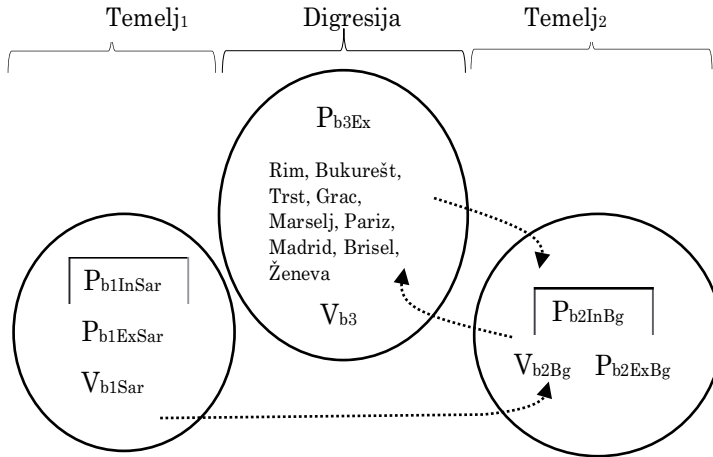 Temelj₁ Digresija Temelj₂
P_b3Ex
Rim, Bukurešt,
Trst, Grac,
Marselj, Pariz,
Madrid, Brisel,
Ženeva
V_b3
P_b1InSar
P_b1ExSar
V_b1Sar
P_b2InBg
V_b2Bg P_b2ExBg